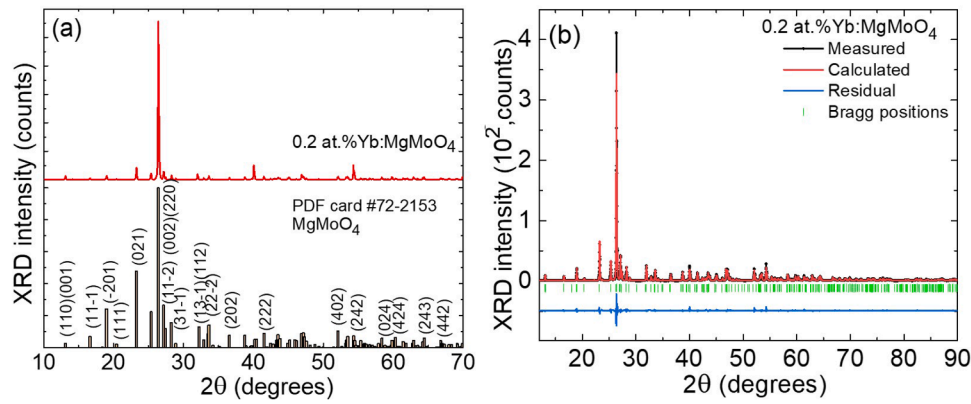 (a)
0.2 at.%Yb:MgMoO4
PDF card #72-2153
MgMoO4
(110)(001)
(11-1)
(-201)
(111)
(021)
(11-2)
(002)(220)
(31-1)
(13-1)(112)
(22-2)
(202)
(222)
(402)
(242)
(024)
(424)
(243)
(442)
XRD intensity (counts)
10 20 30 40 50 60 70
2θ (degrees)
(b)
0.2 at.%Yb:MgMoO4
Measured
Calculated
Residual
Bragg positions
XRD intensity (10², counts)
4
3
2
1
0
20 30 40 50 60 70 80 90
2θ (degrees)